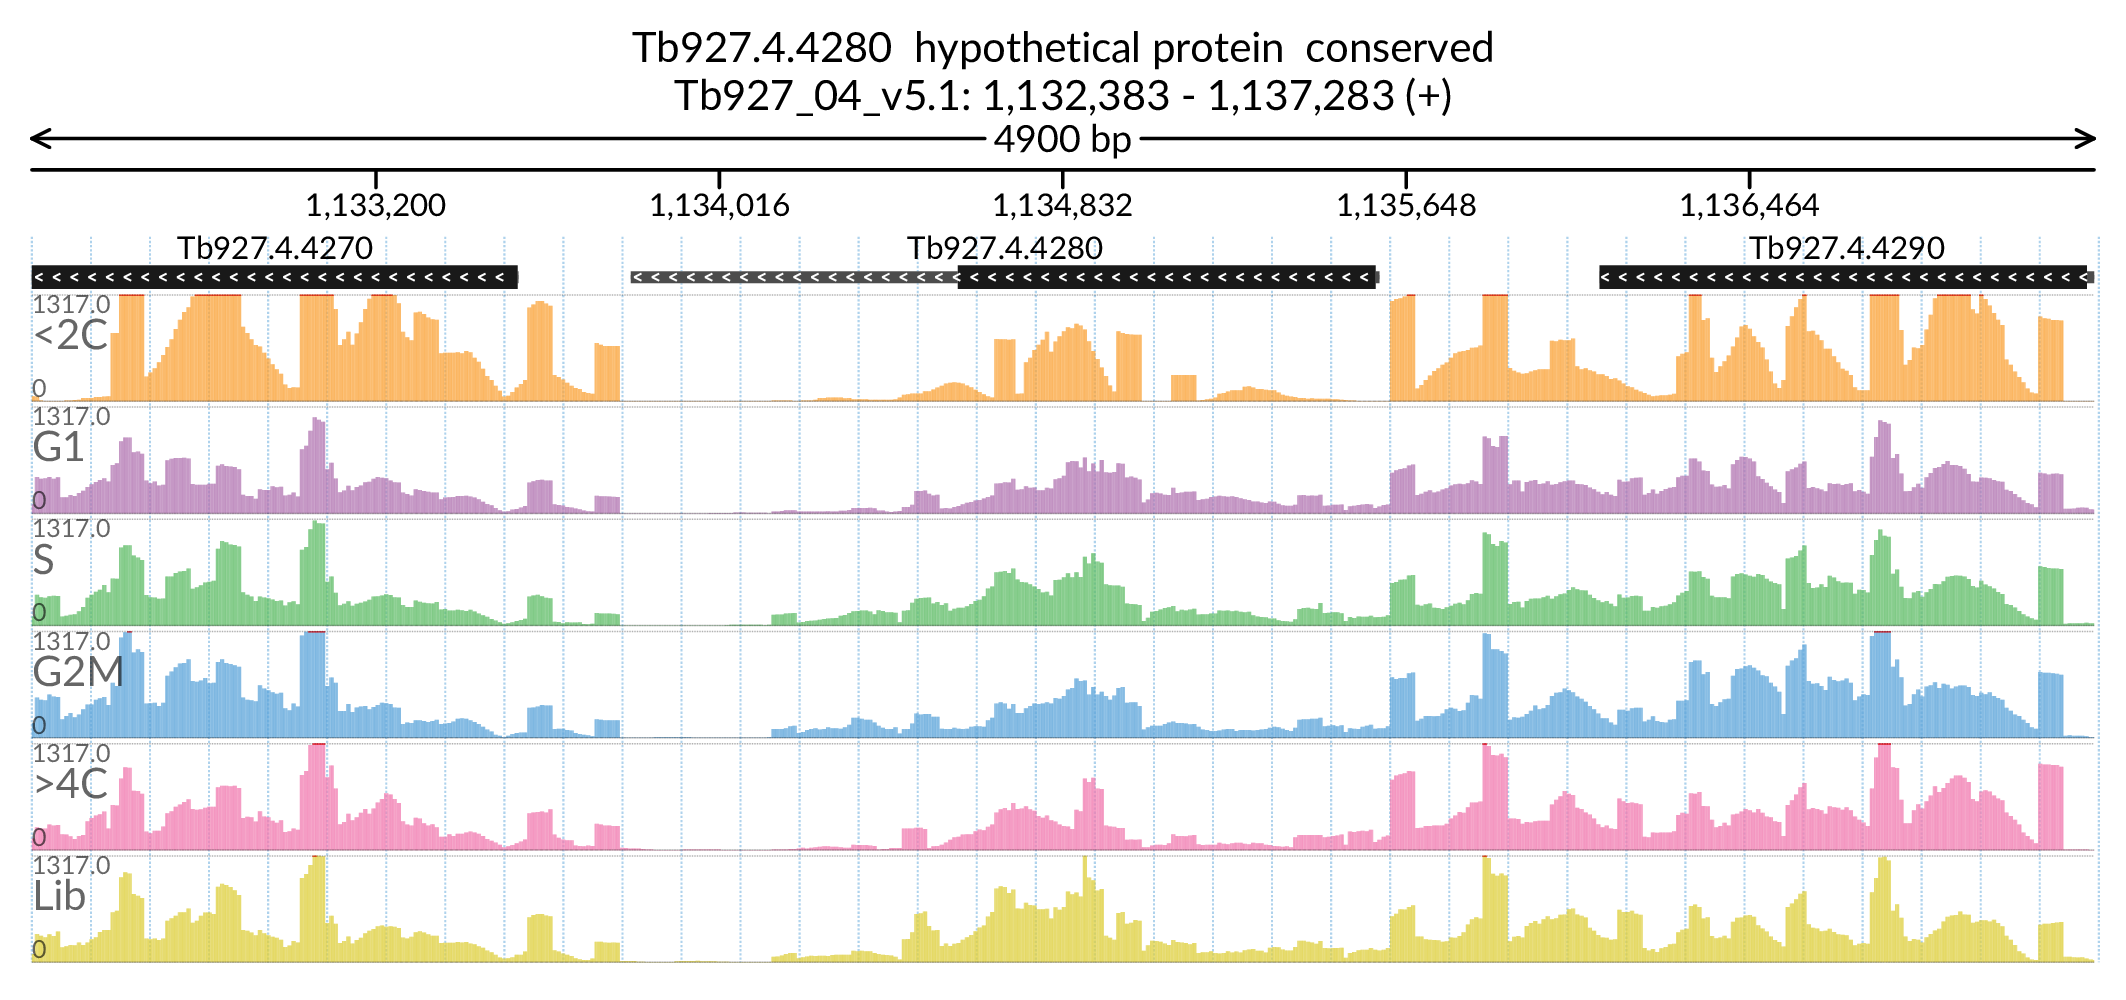 Tb927.4.4280 hypothetical protein conserved
Tb927_04_v5.1: 1,132,383 - 1,137,283 (+)
4900 bp
1,133,200 1,134,016 1,134,832 1,135,648 1,136,464
Tb927.4.4270 Tb927.4.4280 Tb927.4.4290
1317.0
<2C
0
1317.0
G1
0
1317.0
S
0
1317.0
G2M
0
1317.0
>4C
0
1317.0
Lib
0